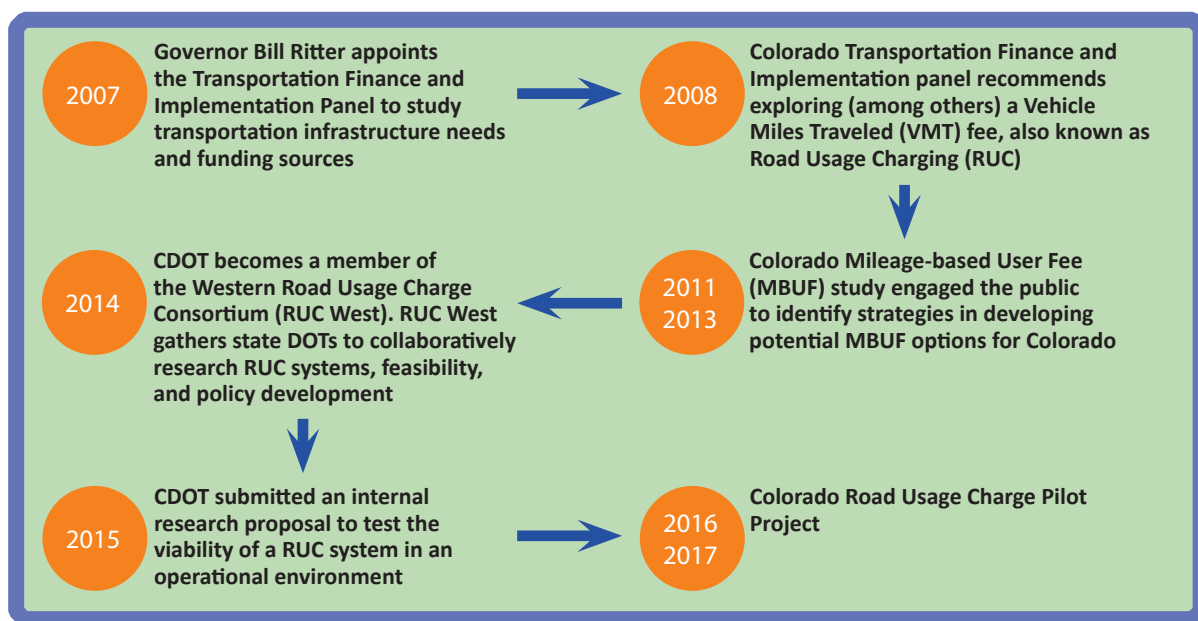 2007
Governor Bill Ritter appoints
the Transportation Finance and
Implementation Panel to study
transportation infrastructure needs
and funding sources
2008
Colorado Transportation Finance and
Implementation panel recommends
exploring (among others) a Vehicle
Miles Traveled (VMT) fee, also known as
Road Usage Charging (RUC)
2011
2013
Colorado Mileage-based User Fee
(MBUF) study engaged the public
to identify strategies in developing
potential MBUF options for Colorado
2014
CDOT becomes a member of
the Western Road Usage Charge
Consortium (RUC West). RUC West
gathers state DOTs to collaboratively
research RUC systems, feasibility,
and policy development
2015
CDOT submitted an internal
research proposal to test the
viability of a RUC system in an
operational environment
2016
2017
Colorado Road Usage Charge Pilot
Project